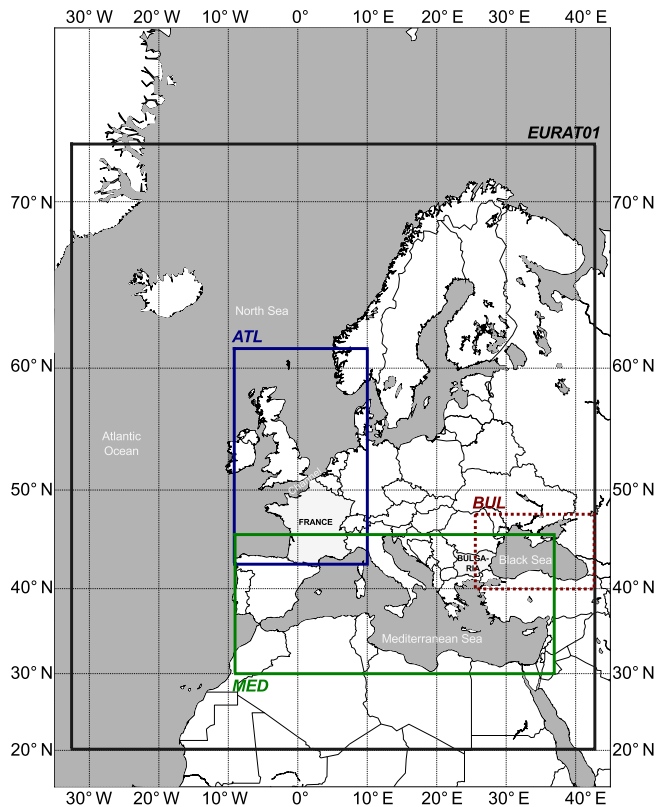 30° W 20° W 10° W 0° 10° E 20° E 30° E 40° E
EURAT01
70° N 70° N
North Sea
ATL
60° N 60° N
Atlantic
Ocean
Channel
50° N 50° N
BUL
FRANCE
BULGA-
RIA
Black Sea
40° N 40° N
Mediterranean Sea
30° N 30° N
MED
20° N 20° N
30° W 20° W 10° W 0° 10° E 20° E 30° E 40° E